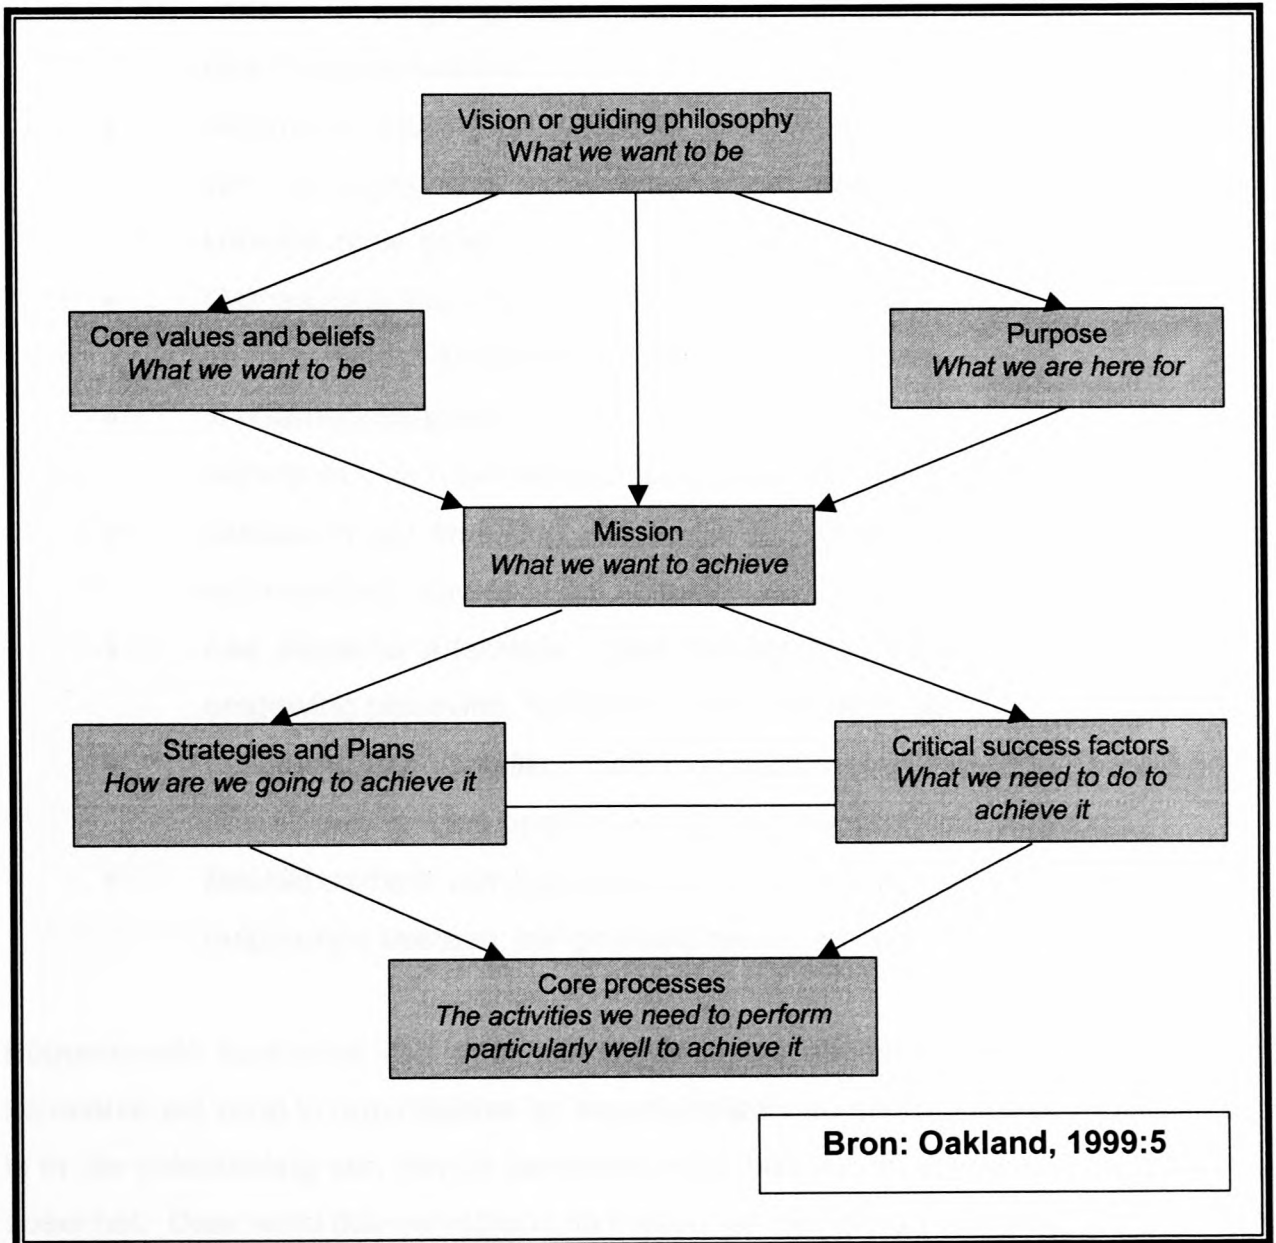 Vision or guiding philosophy
What we want to be
Core values and beliefs
What we want to be
Purpose
What we are here for
Mission
What we want to achieve
Strategies and Plans
How are we going to achieve it
Critical success factors
What we need to do to
achieve it
Core processes
The activities we need to perform
particularly well to achieve it
Bron: Oakland, 1999:5